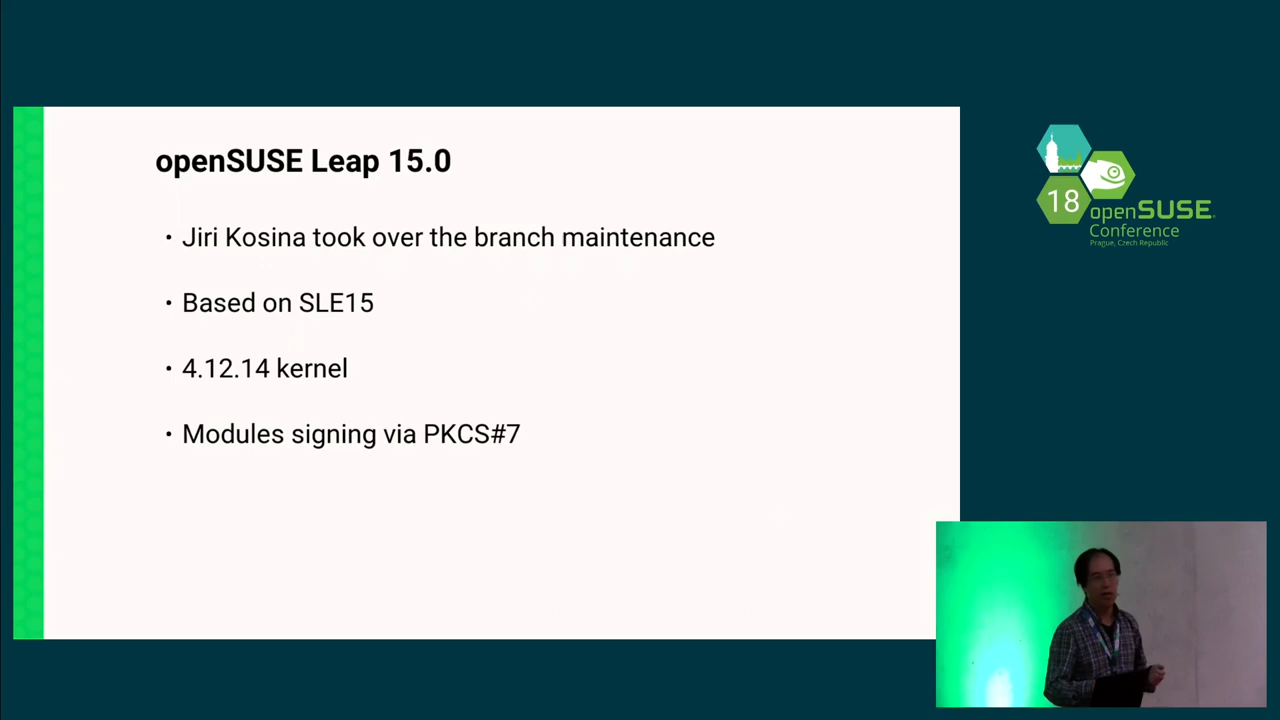 openSUSE Leap 15.0
• Jiri Kosina took over the branch maintenance
• Based on SLE15
• 4.12.14 kernel
• Modules signing via PKCS#7
18
openSUSE
Conference
Prague, Czech Republic